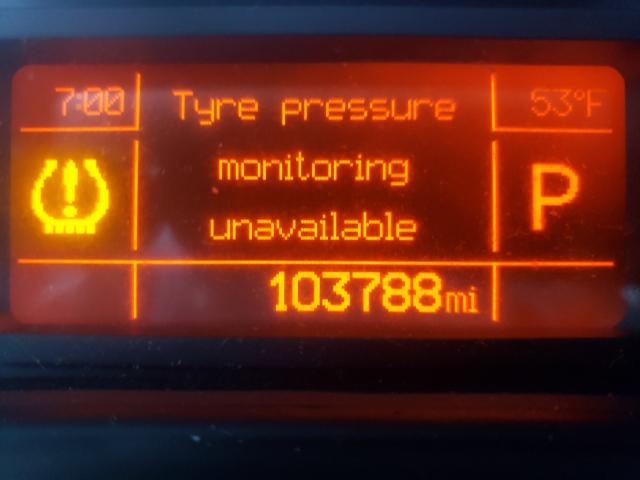 7:00
Tyre pressure
53°F
monitoring
P
unavailable
103788mi